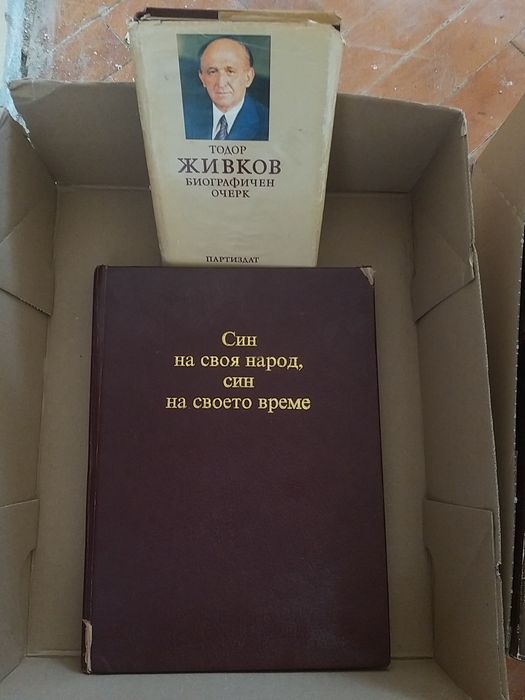 ТОДОР
ЖИВКОВ
БИОГРАФИЧЕН
ОЧЕРК
ПАРТИЗДАТ
Син
на своя народ,
син
на своето време